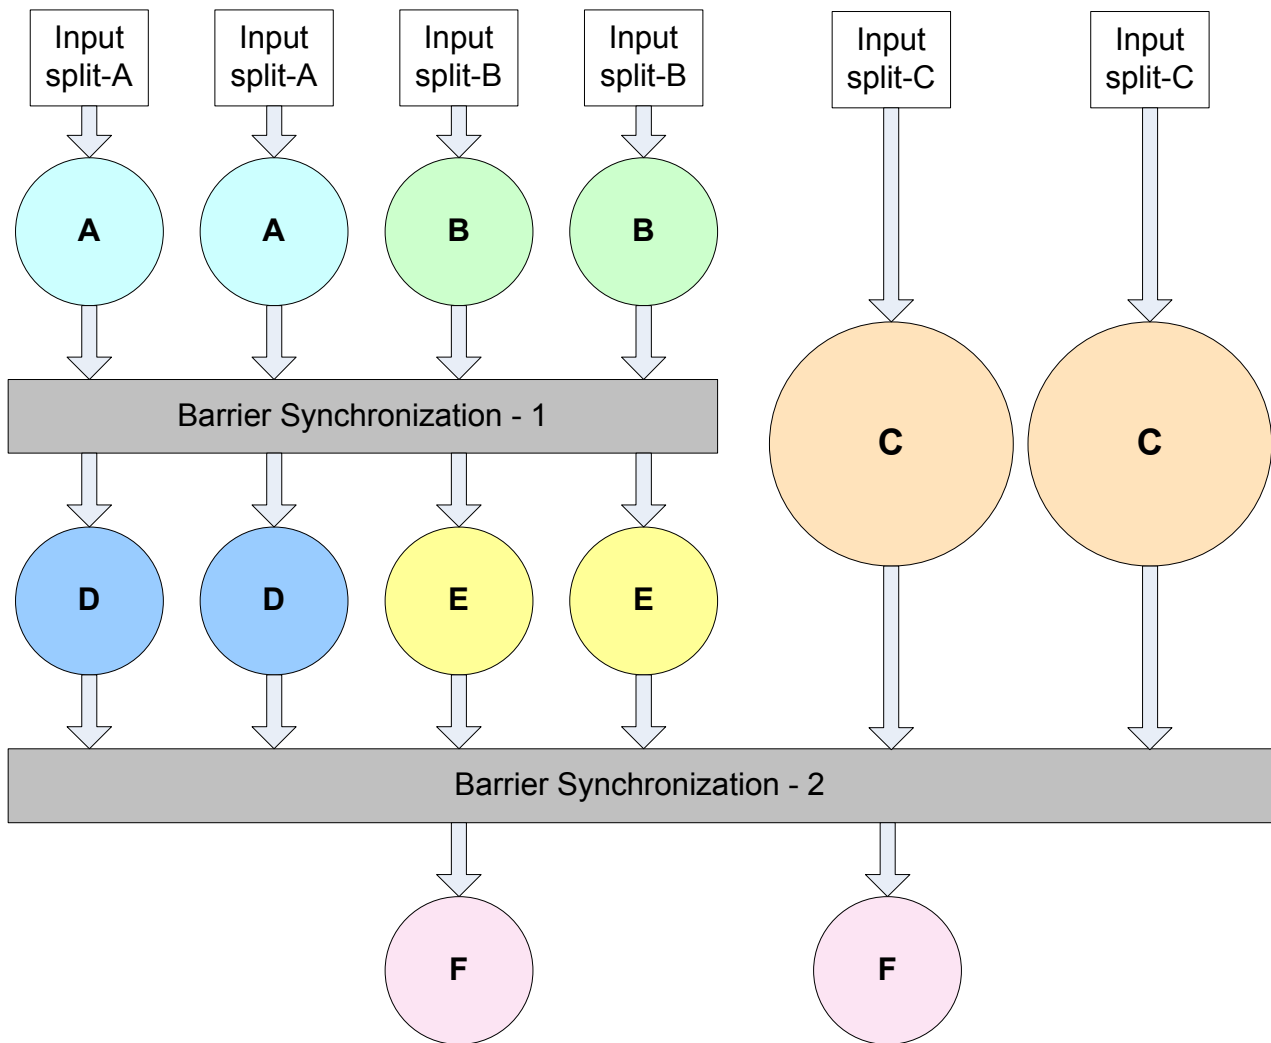 Input
split-A
Input
split-A
Input
split-B
Input
split-B
Input
split-C
Input
split-C
A
A
B
B
Barrier Synchronization - 1
C
C
D
D
E
E
Barrier Synchronization - 2
F
F